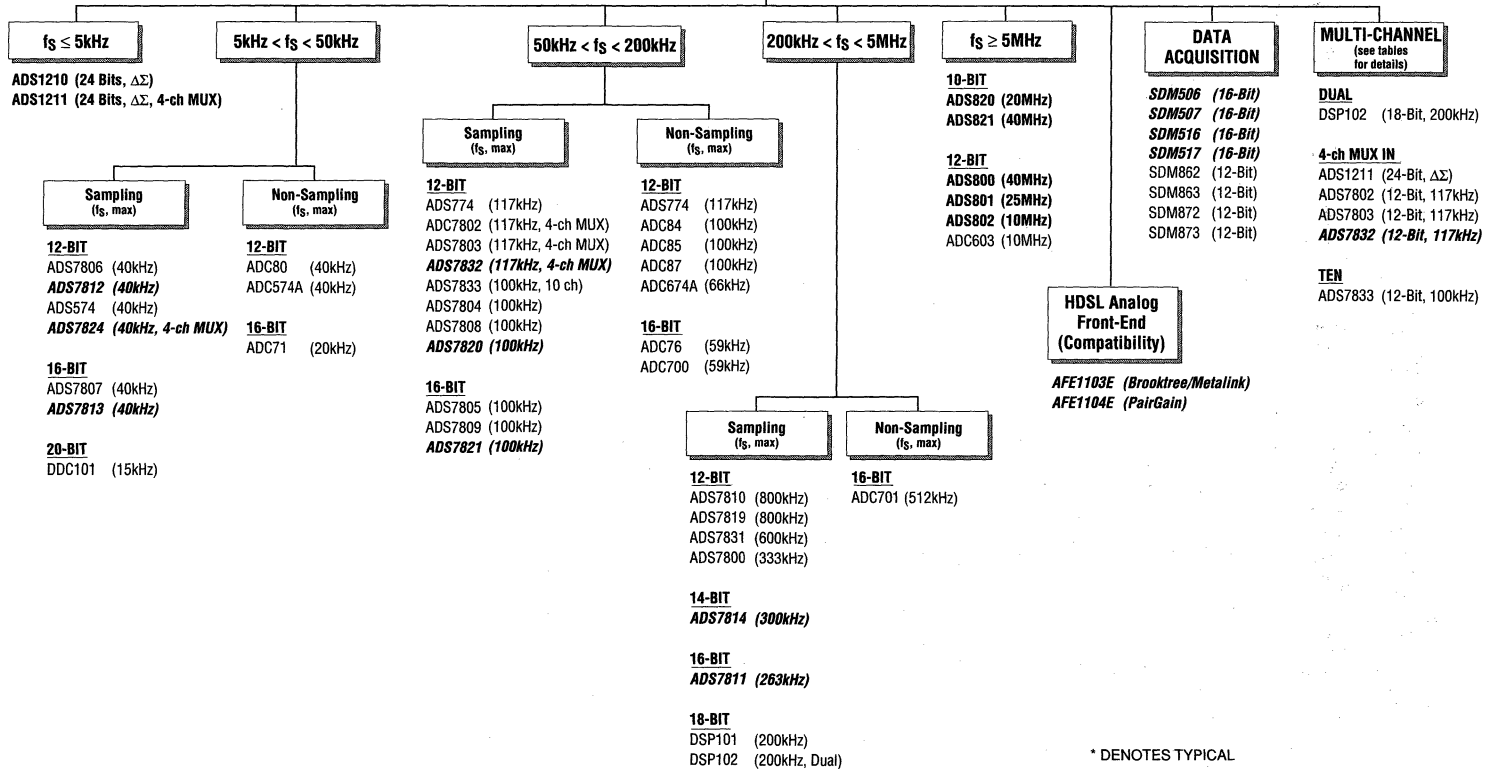 fS ≤ 5kHz
ADS1210 (24 Bits, ΔΣ)
ADS1211 (24 Bits, ΔΣ, 4-ch MUX)
5kHz < fS < 50kHz
Sampling
(fS, max)
12-BIT
ADS7806 (40kHz)
ADS7812 (40kHz)
ADS574 (40kHz)
ADS7824 (40kHz, 4-ch MUX)
16-BIT
ADS7807 (40kHz)
ADS7813 (40kHz)
20-BIT
DDC101 (15kHz)
Non-Sampling
(fS, max)
12-BIT
ADC80 (40kHz)
ADC574A (40kHz)
16-BIT
ADC71 (20kHz)
50kHz < fS < 200kHz
Sampling
(fS, max)
12-BIT
ADS774 (117kHz)
ADC7802 (117kHz, 4-ch MUX)
ADS7803 (117kHz, 4-ch MUX)
ADS7832 (117kHz, 4-ch MUX)
ADS7833 (100kHz, 10 ch)
ADS7804 (100kHz)
ADS7808 (100kHz)
ADS7820 (100kHz)
16-BIT
ADS7805 (100kHz)
ADS7809 (100kHz)
ADS7821 (100kHz)
Non-Sampling
(fS, max)
12-BIT
ADS774 (117kHz)
ADC84 (100kHz)
ADC85 (100kHz)
ADC87 (100kHz)
ADC674A (66kHz)
16-BIT
ADC76 (59kHz)
ADC700 (59kHz)
200kHz < fS < 5MHz
Sampling
(fS, max)
12-BIT
ADS7810 (800kHz)
ADS7819 (800kHz)
ADS7831 (600kHz)
ADS7800 (333kHz)
14-BIT
ADS7814 (300kHz)
16-BIT
ADS7811 (263kHz)
18-BIT
DSP101 (200kHz)
DSP102 (200kHz, Dual)
Non-Sampling
(fS, max)
16-BIT
ADC701 (512kHz)
fS ≥ 5MHz
10-BIT
ADS820 (20MHz)
ADS821 (40MHz)
12-BIT
ADS800 (40MHz)
ADS801 (25MHz)
ADS802 (10MHz)
ADC603 (10MHz)
HDSL Analog
Front-End
(Compatibility)
AFE1103E (Brooktree/Metalink)
AFE1104E (PairGain)
DATA
ACQUISITION
SDM506 (16-Bit)
SDM507 (16-Bit)
SDM516 (16-Bit)
SDM517 (16-Bit)
SDM862 (12-Bit)
SDM863 (12-Bit)
SDM872 (12-Bit)
SDM873 (12-Bit)
MULTI-CHANNEL
(see tables
for details)
DUAL
DSP102 (18-Bit, 200kHz)
4-ch MUX IN
ADS1211 (24-Bit, ΔΣ)
ADS7802 (12-Bit, 117kHz)
ADS7803 (12-Bit, 117kHz)
ADS7832 (12-Bit, 117kHz)
TEN
ADS7833 (12-Bit, 100kHz)
* DENOTES TYPICAL